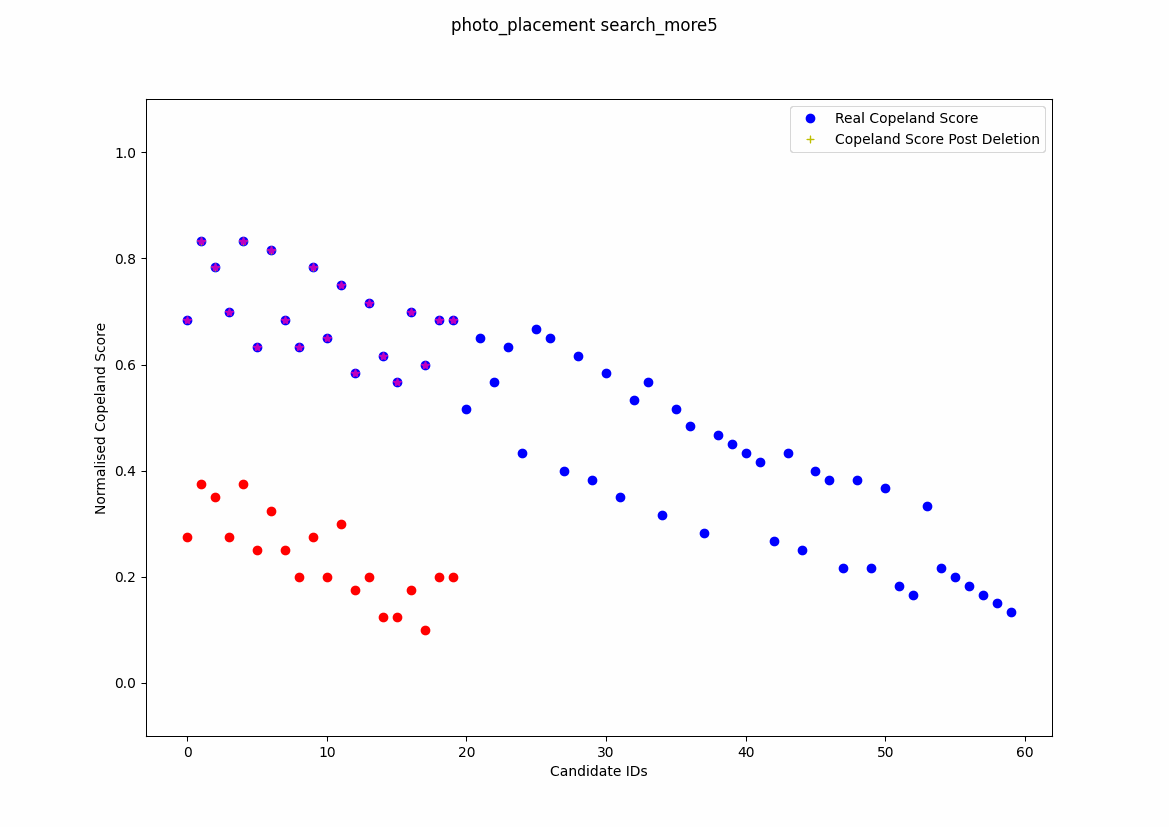 photo_placement search_more5
Real Copeland Score
Copeland Score Post Deletion
1.0
0.8
0.6
0.4
0.2
0.0
Normalised Copeland Score
0 10 20 30 40 50 60
Candidate IDs